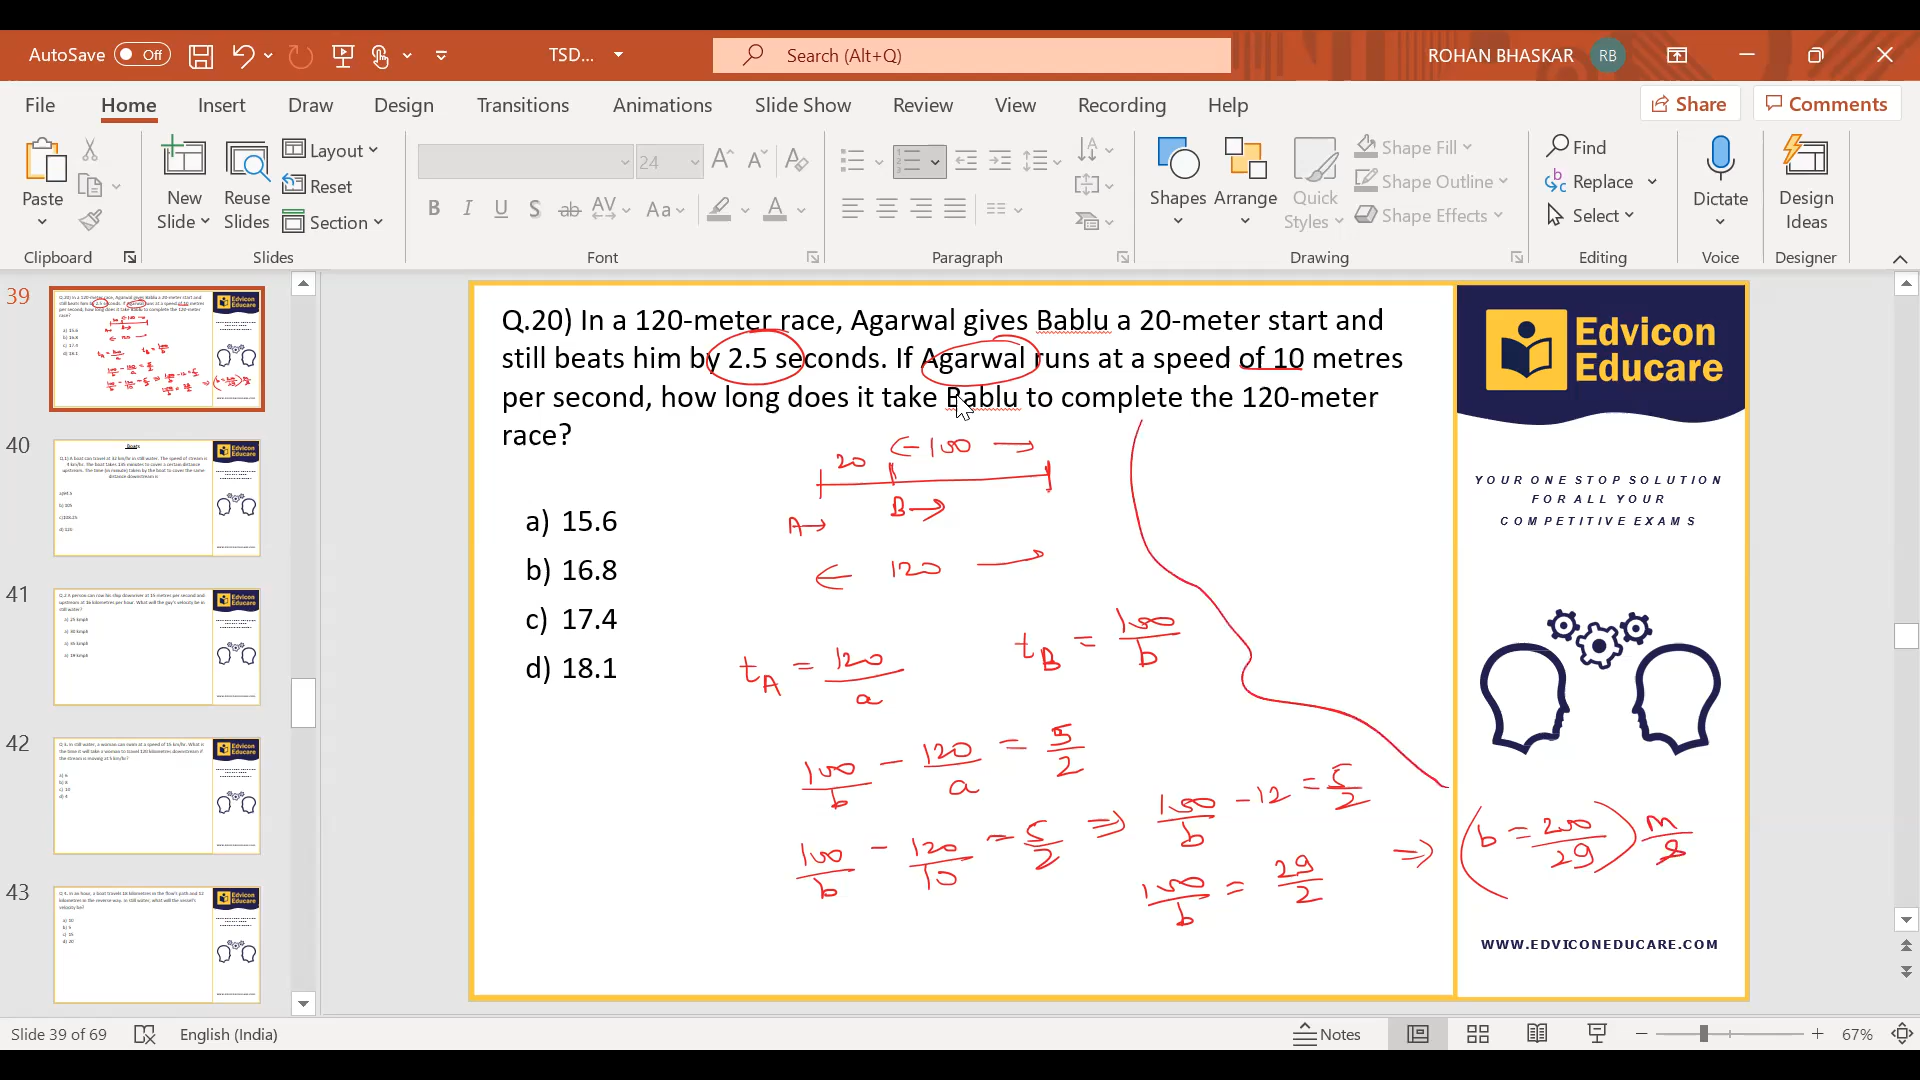 AutoSave Off TSD... Search (Alt+Q) ROHAN BHASKAR RB
File Home Insert Draw Design Transitions Animations Slide Show Review View Recording Help Share Comments
Paste New Slide Reuse Slides Layout Reset Section
24
B I U S ab AV Aa A
Shapes Arrange Quick Styles Shape Fill Shape Outline Shape Effects
Find Replace Select Dictate Design Ideas
Clipboard Slides Font Paragraph Drawing Editing Voice Designer
39
40
41
42
43
Q.20) In a 120-meter race, Agarwal gives Bablu a 20-meter start and
still beats him by 2.5 seconds. If Agarwal runs at a speed of 10 metres
per second, how long does it take Bablu to complete the 120-meter
race?
a) 15.6
b) 16.8
c) 17.4
d) 18.1
20 ← 100 →
A→ B→
← 120 →
t_A = 120/a t_B = 100/b
100/b - 120/a = 5/2
100/b - 120/10 = 5/2 ⇒ 100/b - 12 = 5/2
100/b = 29/2 ⇒ (b = 200/29) m/s
Edvicon
Educare
YOUR ONE STOP SOLUTION
FOR ALL YOUR
COMPETITIVE EXAMS
WWW.EDVICONEDUCARE.COM
Slide 39 of 69 English (India) Notes 67%